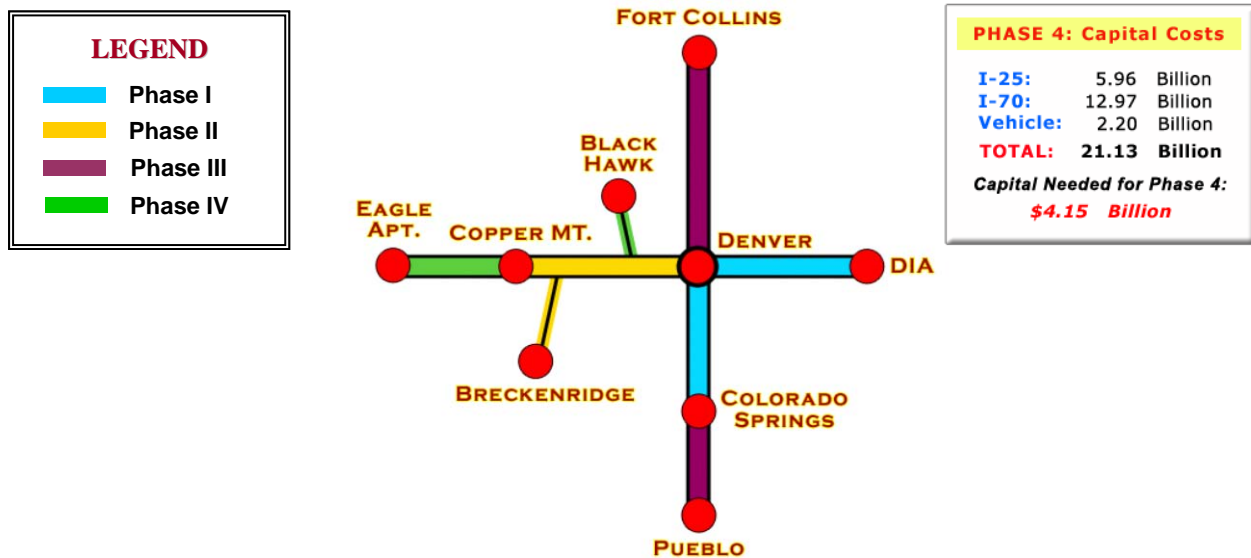 LEGEND
Phase I
Phase II
Phase III
Phase IV
FORT COLLINS
BLACK
HAWK
EAGLE
APT.
COPPER MT.
DENVER
DIA
BRECKENRIDGE
COLORADO
SPRINGS
PUEBLO
PHASE 4: Capital Costs
I-25: 5.96 Billion
I-70: 12.97 Billion
Vehicle: 2.20 Billion
TOTAL: 21.13 Billion
Capital Needed for Phase 4:
$4.15 Billion